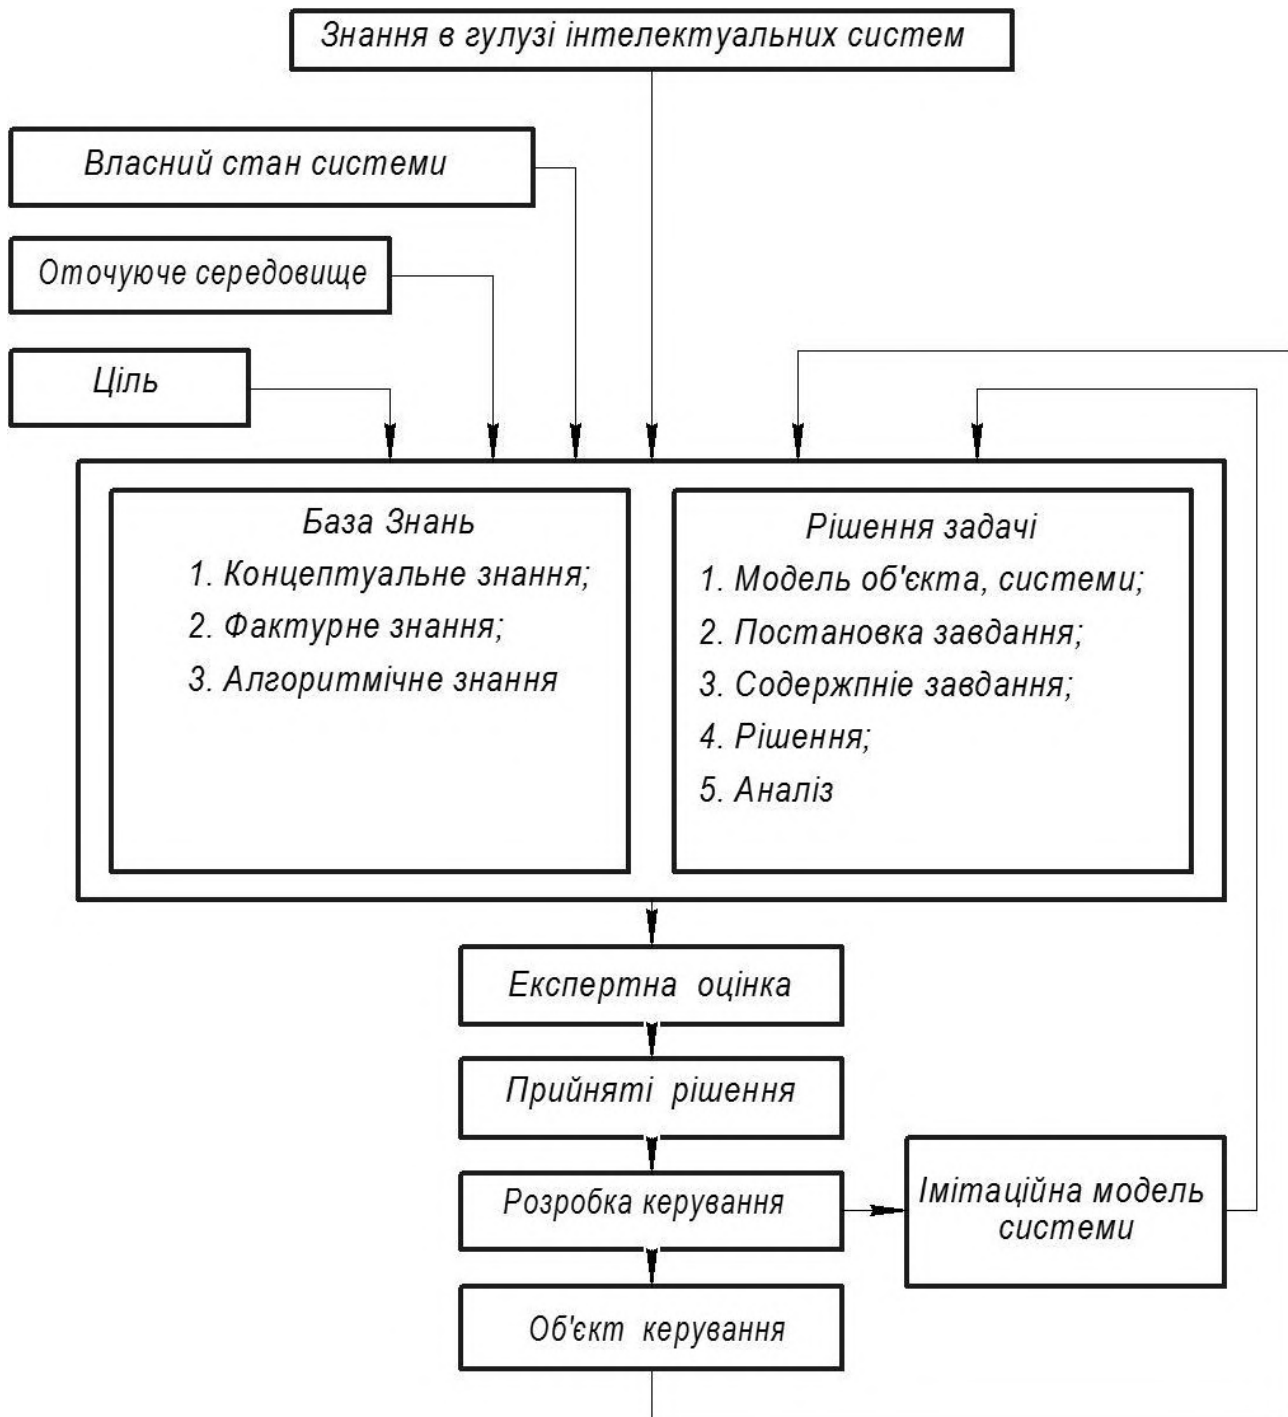 Знання в гулузі інтелектуальних систем
Власний стан системи
Оточуюче середовище
Ціль
База Знань
1. Концептуальне знання;
2. Фактурне знання;
3. Алгоритмічне знання
Рішення задачі
1. Модель об'єкта, системи;
2. Постановка завдання;
3. Содержпніе завдання;
4. Рішення;
5. Аналіз
Експертна оцінка
Прийняті рішення
Розробка керування
Імітаційна модель
системи
Об'єкт керування